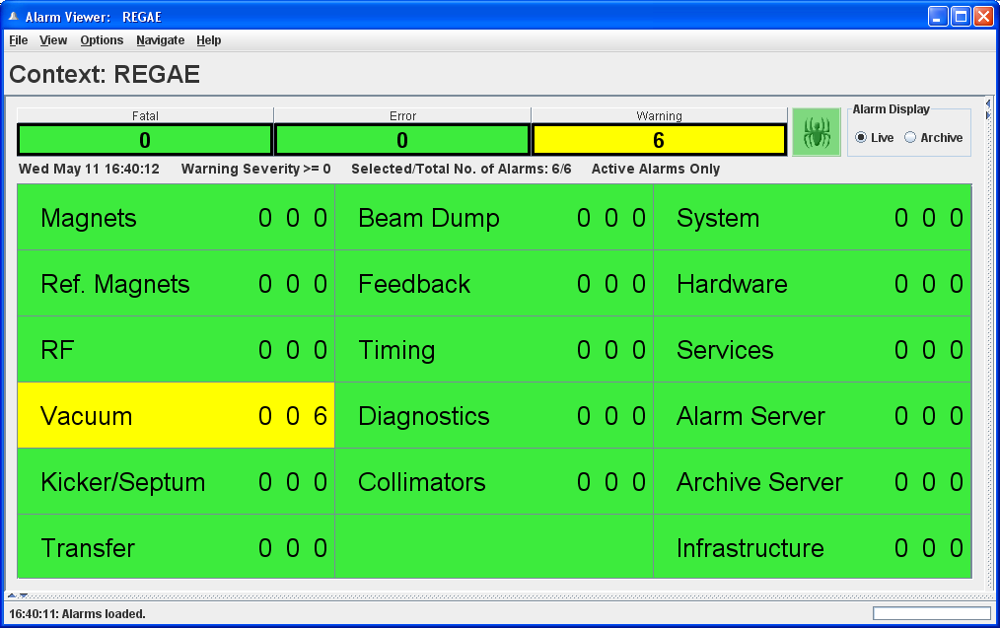 Alarm Viewer: REGAE
File View Options Navigate Help
Context: REGAE
Fatal Error Warning
0 0 6
Alarm Display
Live Archive
Wed May 11 16:40:12 Warning Severity >= 0 Selected/Total No. of Alarms: 6/6 Active Alarms Only
Magnets 0 0 0 Beam Dump 0 0 0 System 0 0 0
Ref. Magnets 0 0 0 Feedback 0 0 0 Hardware 0 0 0
RF 0 0 0 Timing 0 0 0 Services 0 0 0
Vacuum 0 0 6 Diagnostics 0 0 0 Alarm Server 0 0 0
Kicker/Septum 0 0 0 Collimators 0 0 0 Archive Server 0 0 0
Transfer 0 0 0 Infrastructure 0 0 0
16:40:11: Alarms loaded.